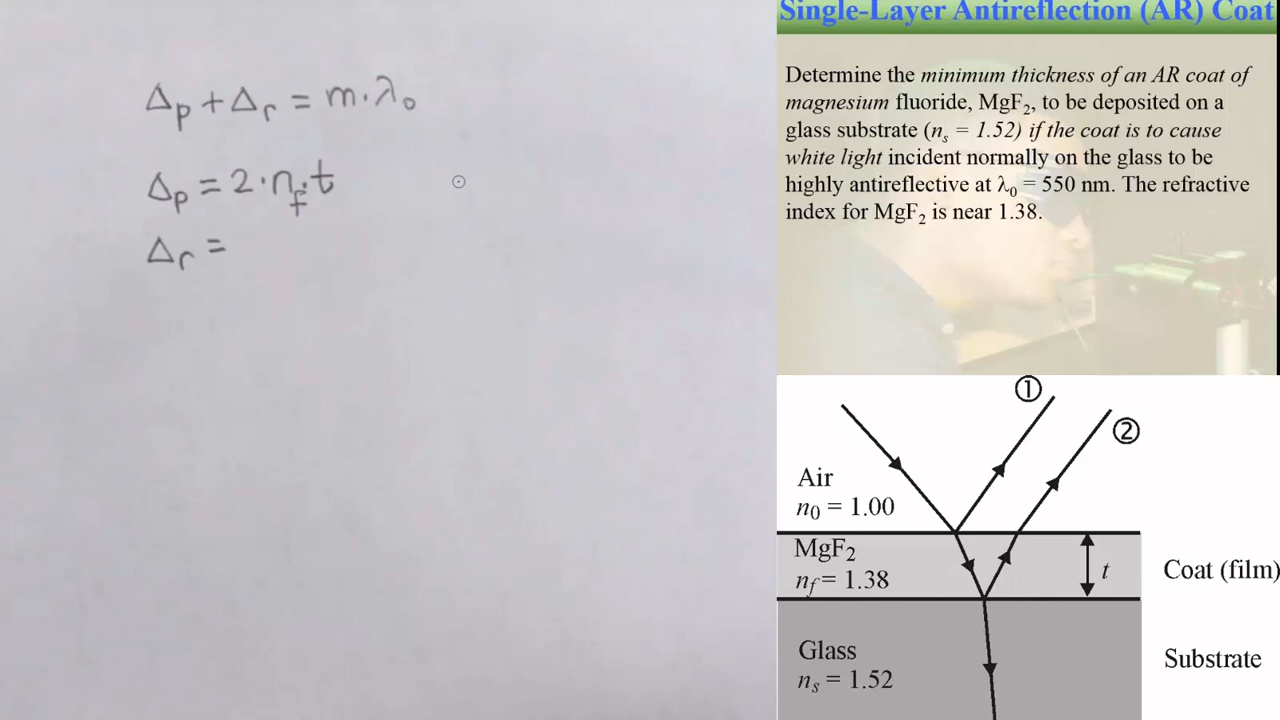 Δp + Δr = m·λ₀
Δp = 2·n_f·t
Δr =
Single-Layer Antireflection (AR) Coat
Determine the minimum thickness of an AR coat of
magnesium fluoride, MgF₂, to be deposited on a
glass substrate (nₛ = 1.52) if the coat is to cause
white light incident normally on the glass to be
highly antireflective at λ₀ = 550 nm. The refractive
index for MgF₂ is near 1.38.
①
②
Air
n₀ = 1.00
MgF₂
n_f = 1.38
t
Coat (film)
Glass
nₛ = 1.52
Substrate